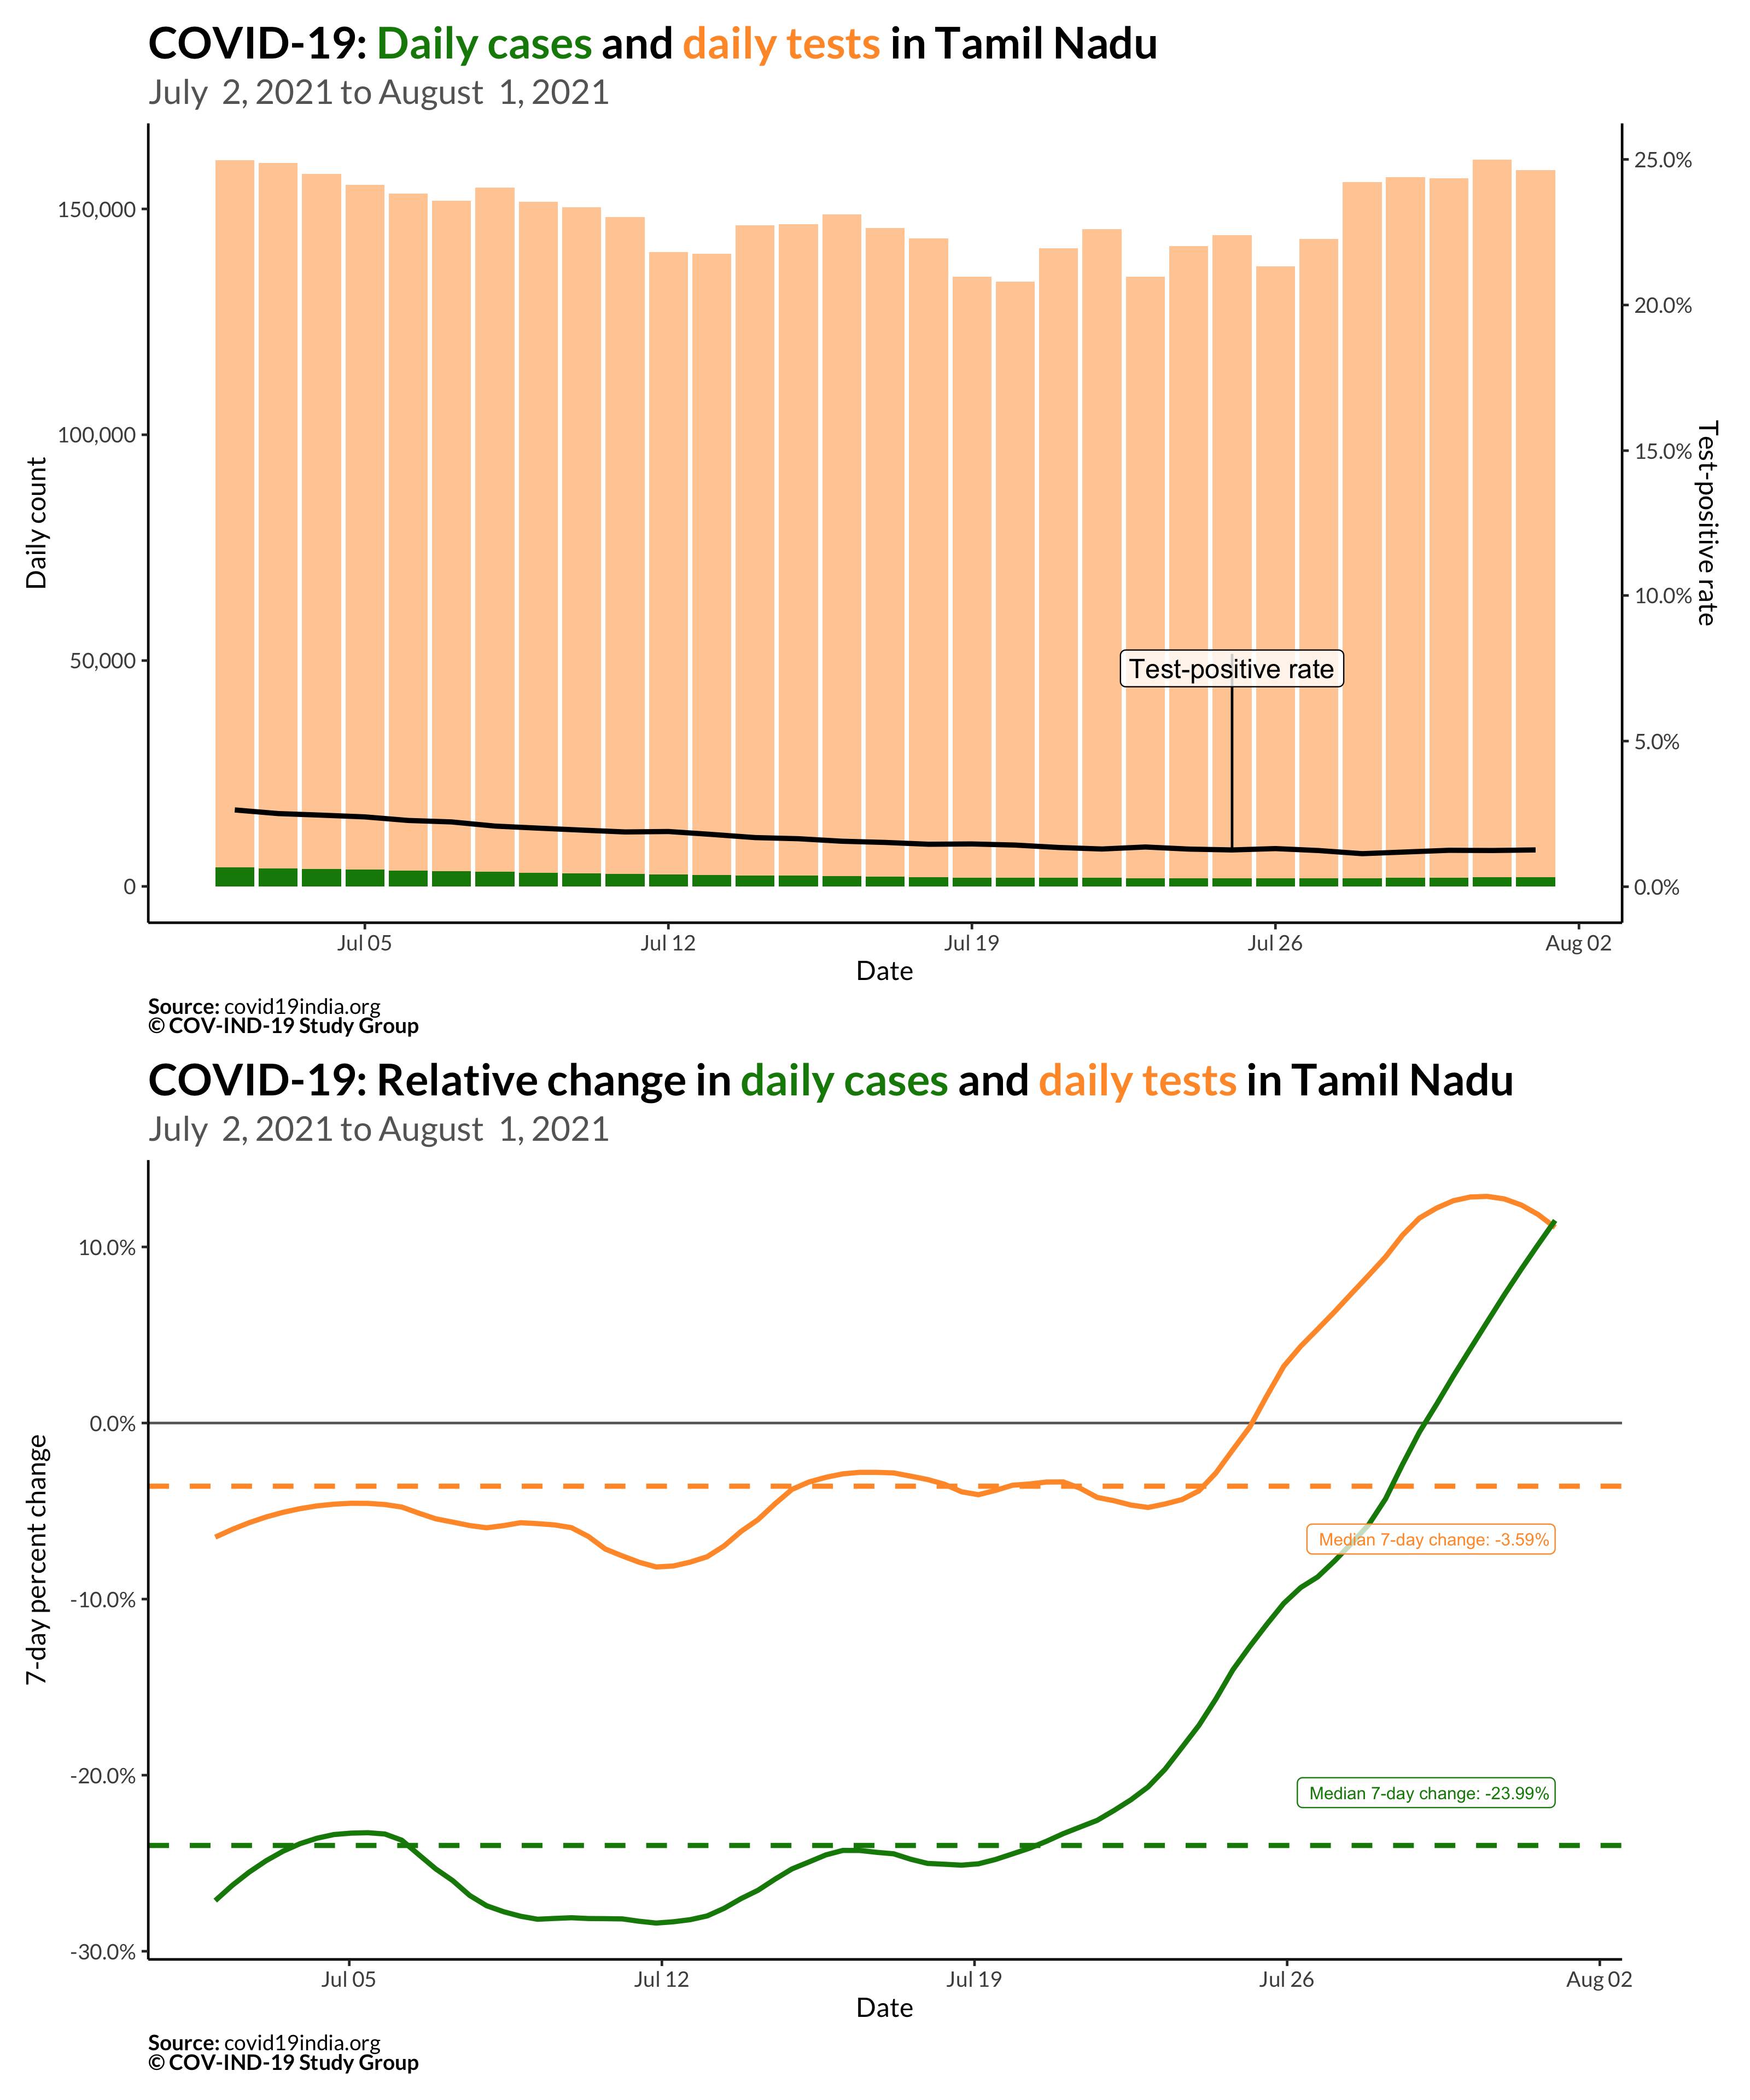 COVID-19: Daily cases and daily tests in Tamil Nadu
July 2, 2021 to August 1, 2021
Daily count
150,000
100,000
50,000
0
25.0%
20.0%
15.0%
10.0%
5.0%
0.0%
Test-positive rate
Test-positive rate
Jul 05 Jul 12 Jul 19 Jul 26 Aug 02
Date
Source: covid19india.org
© COV-IND-19 Study Group
COVID-19: Relative change in daily cases and daily tests in Tamil Nadu
July 2, 2021 to August 1, 2021
7-day percent change
10.0%
0.0%
-10.0%
-20.0%
-30.0%
Median 7-day change: -3.59%
Median 7-day change: -23.99%
Jul 05 Jul 12 Jul 19 Jul 26 Aug 02
Date
Source: covid19india.org
© COV-IND-19 Study Group